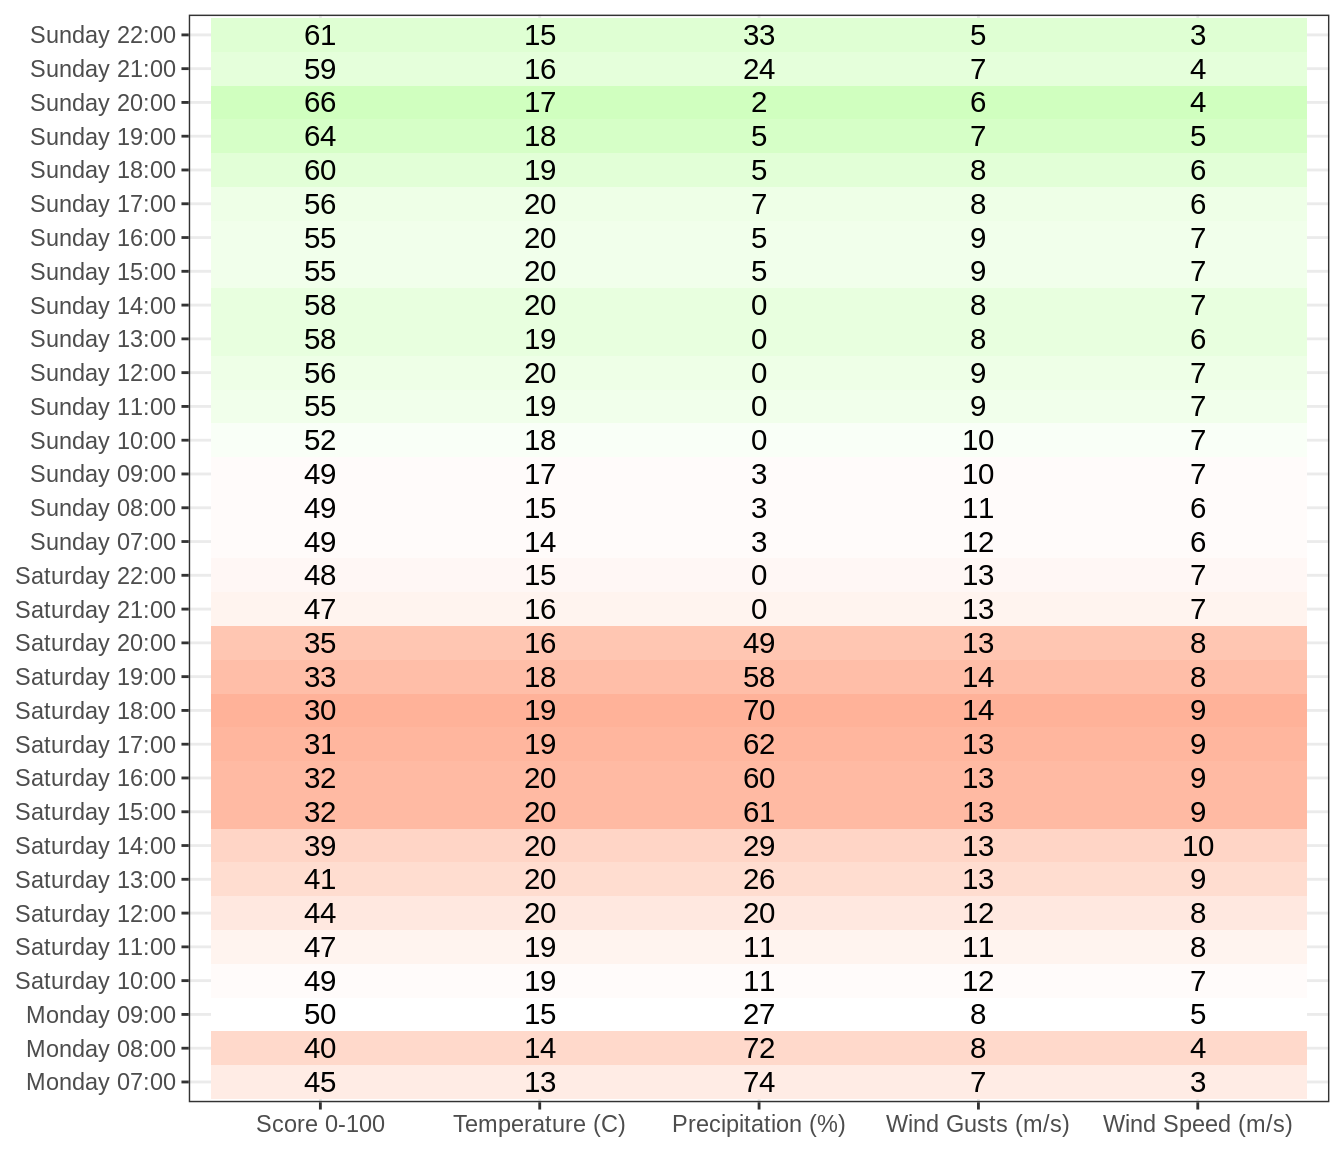 Sunday 22:00 61 15 33 5 3
Sunday 21:00 59 16 24 7 4
Sunday 20:00 66 17 2 6 4
Sunday 19:00 64 18 5 7 5
Sunday 18:00 60 19 5 8 6
Sunday 17:00 56 20 7 8 6
Sunday 16:00 55 20 5 9 7
Sunday 15:00 55 20 5 9 7
Sunday 14:00 58 20 0 8 7
Sunday 13:00 58 19 0 8 6
Sunday 12:00 56 20 0 9 7
Sunday 11:00 55 19 0 9 7
Sunday 10:00 52 18 0 10 7
Sunday 09:00 49 17 3 10 7
Sunday 08:00 49 15 3 11 6
Sunday 07:00 49 14 3 12 6
Saturday 22:00 48 15 0 13 7
Saturday 21:00 47 16 0 13 7
Saturday 20:00 35 16 49 13 8
Saturday 19:00 33 18 58 14 8
Saturday 18:00 30 19 70 14 9
Saturday 17:00 31 19 62 13 9
Saturday 16:00 32 20 60 13 9
Saturday 15:00 32 20 61 13 9
Saturday 14:00 39 20 29 13 10
Saturday 13:00 41 20 26 13 9
Saturday 12:00 44 20 20 12 8
Saturday 11:00 47 19 11 11 8
Saturday 10:00 49 19 11 12 7
Monday 09:00 50 15 27 8 5
Monday 08:00 40 14 72 8 4
Monday 07:00 45 13 74 7 3
Score 0-100 Temperature (C) Precipitation (%) Wind Gusts (m/s) Wind Speed (m/s)